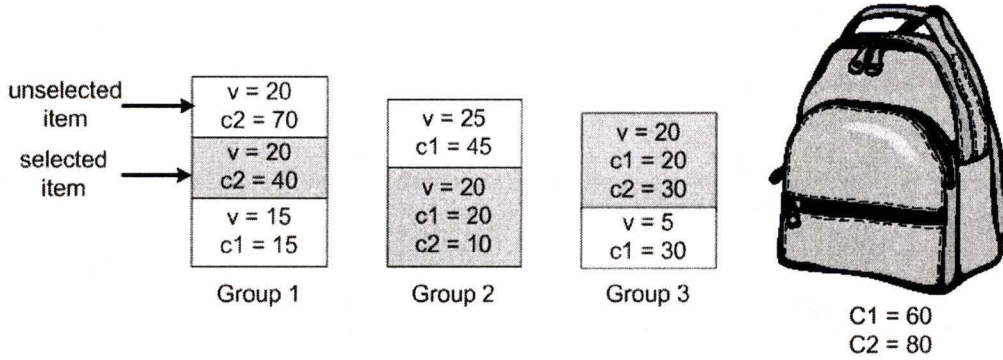 unselected
item
selected
item
v = 20
c2 = 70
v = 20
c2 = 40
v = 15
c1 = 15
Group 1
v = 25
c1 = 45
v = 20
c1 = 20
c2 = 10
Group 2
v = 20
c1 = 20
c2 = 30
v = 5
c1 = 30
Group 3
C1 = 60
C2 = 80